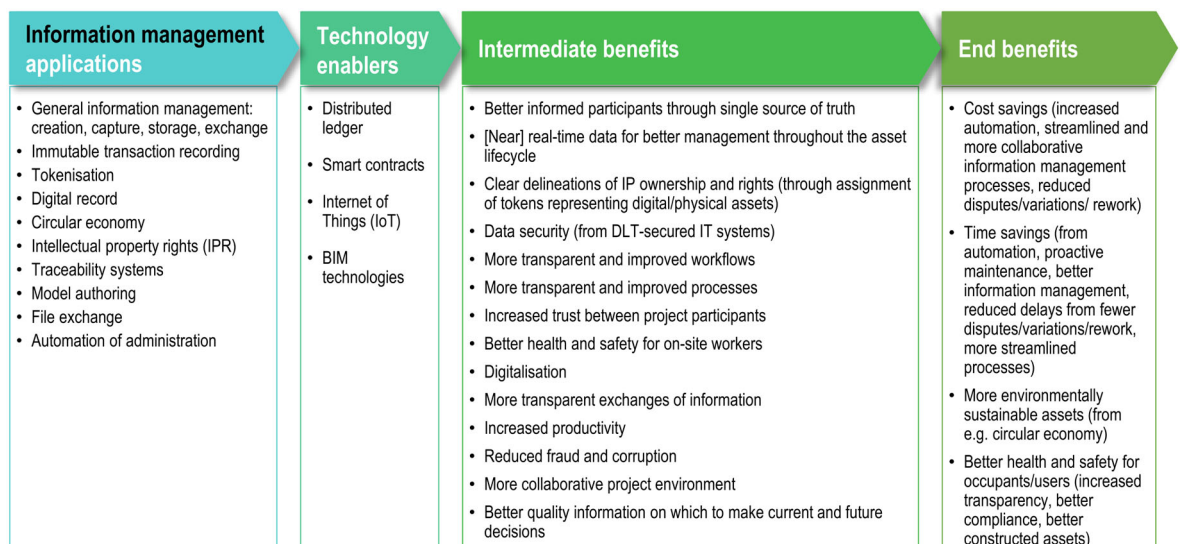 Information management
applications
• General information management:
creation, capture, storage, exchange
• Immutable transaction recording
• Tokenisation
• Digital record
• Circular economy
• Intellectual property rights (IPR)
• Traceability systems
• Model authoring
• File exchange
• Automation of administration
Technology
enablers
• Distributed
ledger
• Smart contracts
• Internet of
Things (IoT)
• BIM
technologies
Intermediate benefits
• Better informed participants through single source of truth
• [Near] real-time data for better management throughout the asset
lifecycle
• Clear delineations of IP ownership and rights (through assignment
of tokens representing digital/physical assets)
• Data security (from DLT-secured IT systems)
• More transparent and improved workflows
• More transparent and improved processes
• Increased trust between project participants
• Better health and safety for on-site workers
• Digitalisation
• More transparent exchanges of information
• Increased productivity
• Reduced fraud and corruption
• More collaborative project environment
• Better quality information on which to make current and future
decisions
End benefits
• Cost savings (increased
automation, streamlined and
more collaborative
information management
processes, reduced
disputes/variations/ rework)
• Time savings (from
automation, proactive
maintenance, better
information management,
reduced delays from fewer
disputes/variations/rework,
more streamlined
processes)
• More environmentally
sustainable assets (from
e.g. circular economy)
• Better health and safety for
occupants/users (increased
transparency, better
compliance, better
constructed assets)